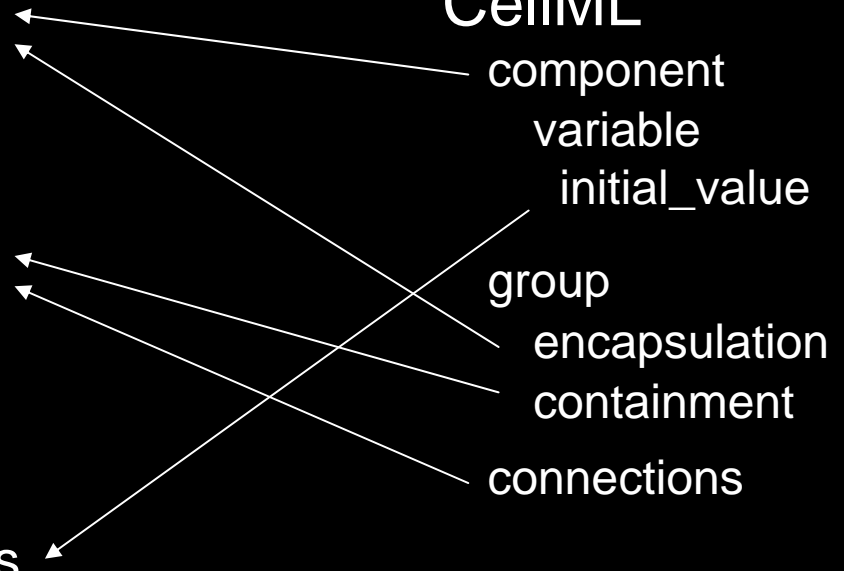 CellML
component
variable
initial_value
group
encapsulation
containment
connections